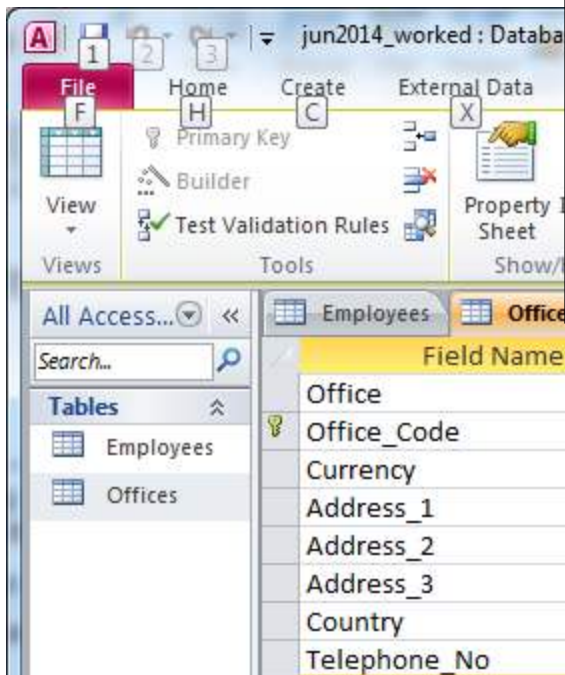 A
jun2014_worked : Databa
1 2 3
File Home Create External Data
F H C X
View
Primary Key
Builder
Test Validation Rules
Property
Sheet
Views Tools Show/
All Access... «
Employees Office
Search...
Field Name
Tables
Employees
Offices
Office
Office_Code
Currency
Address_1
Address_2
Address_3
Country
Telephone_No